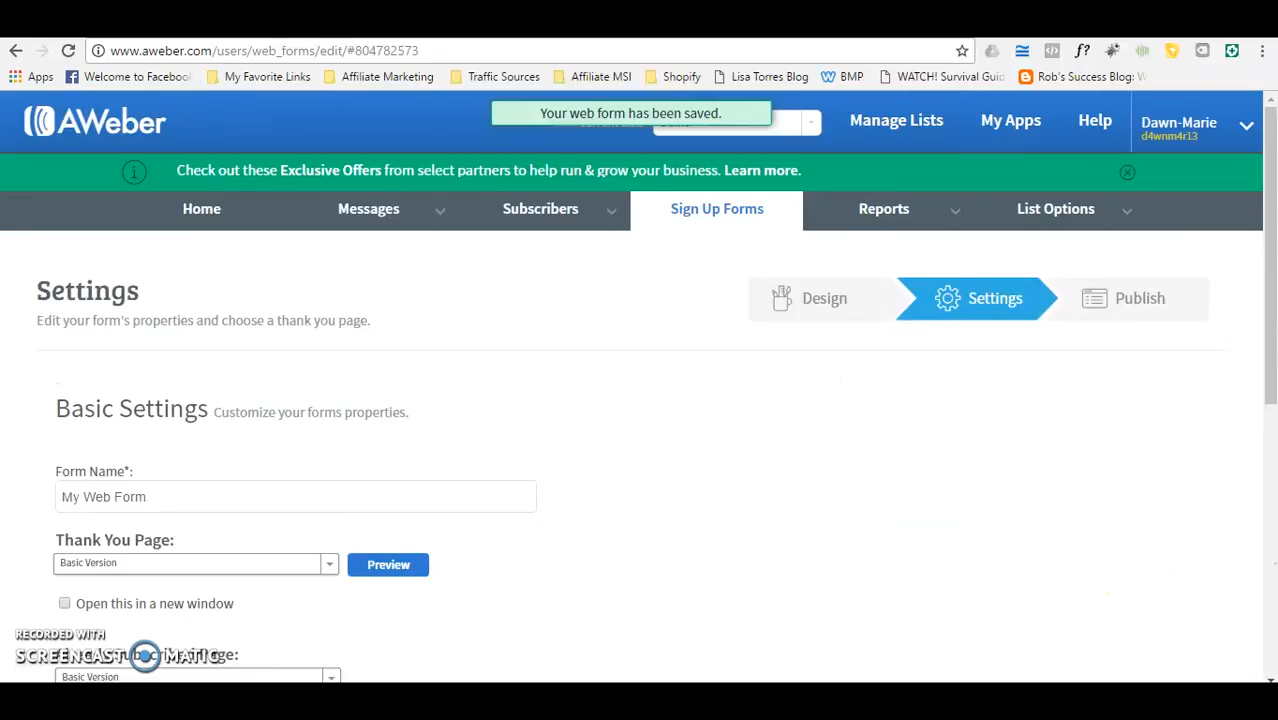 www.aweber.com/users/web_forms/edit/#804782573
Apps Welcome to Facebook My Favorite Links Affiliate Marketing Traffic Sources Affiliate MSI Shopify Lisa Torres Blog BMP WATCH! Survival Guid Rob's Success Blog: W
AWeber
Your web form has been saved.
Manage Lists My Apps Help Dawn-Marie
d4wnm4r13
Check out these Exclusive Offers from select partners to help run & grow your business. Learn more.
Home Messages Subscribers Sign Up Forms Reports List Options
Settings
Edit your form's properties and choose a thank you page.
Design Settings Publish
Basic Settings Customize your forms properties.
Form Name*:
My Web Form
Thank You Page:
Basic Version Preview
Open this in a new window
RECORDED WITH
SCREENCAST-O-MATIC
Page:
Basic Version